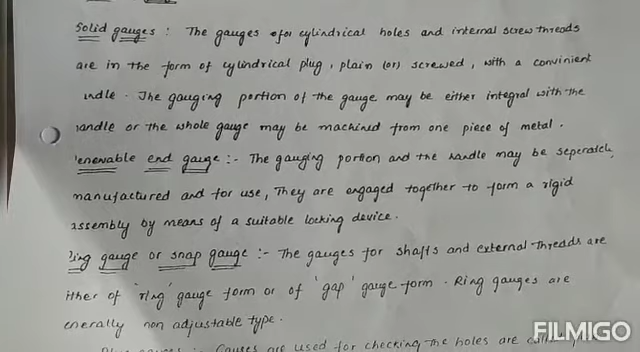 Solid gauges : The gauges for cylindrical holes and internal screw threads
are in the form of cylindrical plug, plain (or) screwed, with a convinient
ndle. The gauging portion of the gauge may be either integral with the
handle or the whole gauge may be machined from one piece of metal.
Renewable end gauge :- The gauging portion and the handle may be seperately
manufactured and for use, They are engaged together to form a rigid
assembly by means of a suitable locking device.
Ring gauge or snap gauge :- The gauges for shafts and external threads are
ither of 'ring' gauge form or of 'gap' gauge form. Ring gauges are
enerally non adjustable type.
gauges :- Gauges are used for checking the holes are
FILMIGO